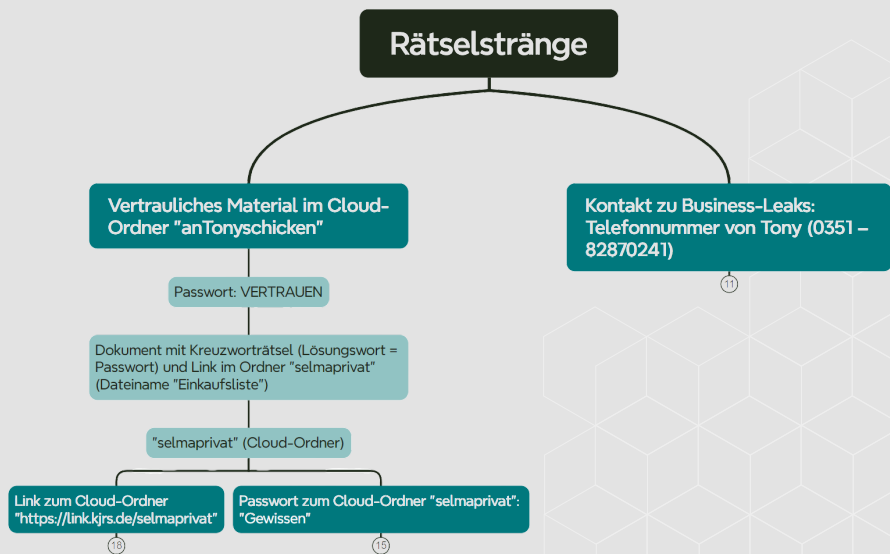 Rätselstränge
Vertrauliches Material im Cloud-
Ordner "anTonyschicken"
Kontakt zu Business-Leaks:
Telefonnummer von Tony (0351 –
82870241)
Passwort: VERTRAUEN
11
Dokument mit Kreuzworträtsel (Lösungswort =
Passwort) und Link im Ordner "selmaprivat"
(Dateiname "Einkaufsliste")
"selmaprivat" (Cloud-Ordner)
Link zum Cloud-Ordner
"https://link.kjrs.de/selmaprivat"
Passwort zum Cloud-Ordner "selmaprivat":
"Gewissen"
18
15